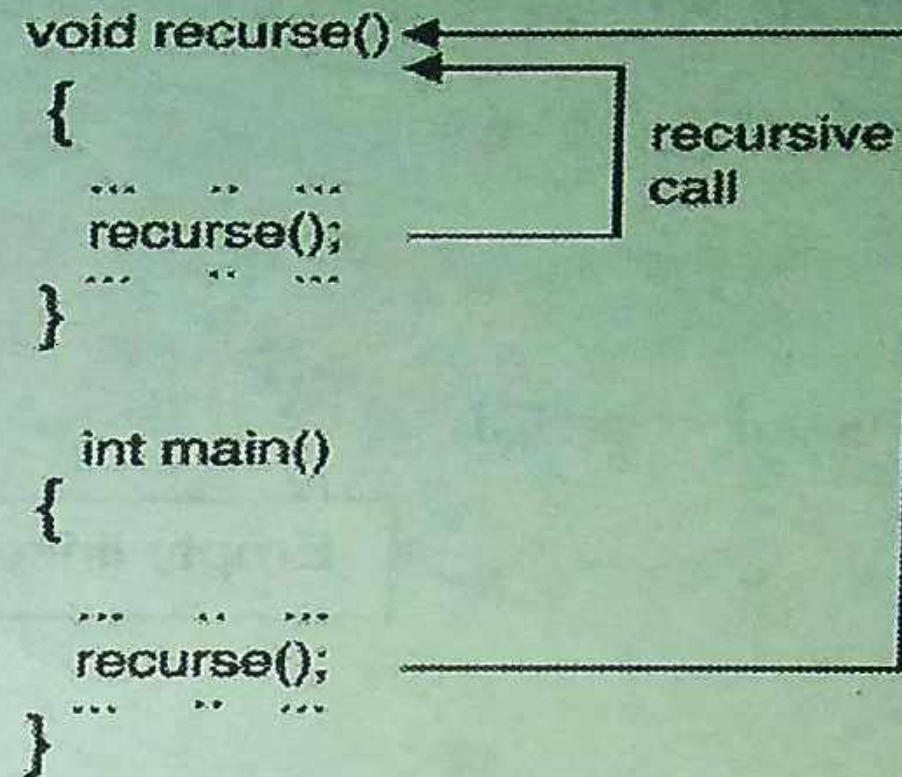 void recurse()
{
... .. ...
recurse();
... .. ...
}
recursive
call
int main()
{
... .. ...
recurse();
... .. ...
}